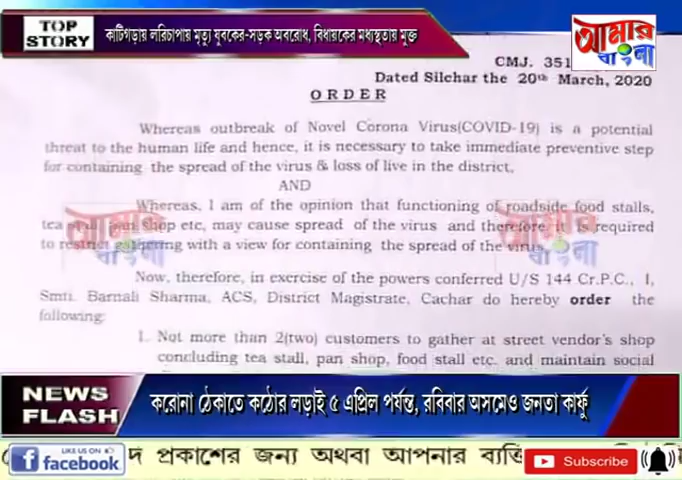 TOP
STORY
কাটিগড়ায় লরিচাপায় মৃত্যু যুবকের-সড়ক অবরোধ, বিধায়কের মধ্যস্থতায় মুক্ত
আমার
বাংলা
CMJ. 351
Dated Silchar the 20th March, 2020
ORDER
Whereas outbreak of Novel Corona Virus(COVID-19) is a potential
threat to the human life and hence, it is necessary to take immediate preventive step
for containing the spread of the virus & loss of live in the district,
AND
Whereas, I am of the opinion that functioning of roadside food stalls,
tea stall, pan shop etc, may cause spread of the virus and therefore, it is required
to restrict gathering with a view for containing the spread of the virus,
আমার
বাংলা
আমার
বাংলা
Now, therefore, in exercise of the powers conferred U/S 144 Cr.P.C., I,
Smti. Barnali Sharma, ACS, District Magistrate, Cachar do hereby order the
following:
1. Not more than 2(two) customers to gather at street vendor's shop
concluding tea stall, pan shop, food stall etc. and maintain social
NEWS
FLASH
করোনা ঠেকাতে কঠোর লড়াই ৫ এপ্রিল পর্যন্ত, রবিবার অসমেও জনতা কার্ফু
LIKE US ON
facebook
প্রকাশের জন্য অথবা আপনার
Subscribe